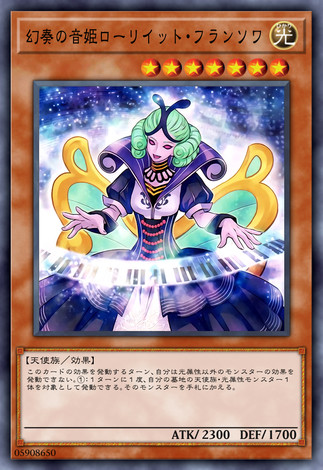 幻奏の音姫ローリイット・フランソワ
光
【天使族／効果】
このカードの効果を発動するターン、自分は光属性以外のモンスターの効果を
発動できない。①：１ターンに１度、自分の墓地の天使族・光属性モンスター１
体を対象として発動できる。そのモンスターを手札に加える。
ATK/ 2300 DEF/1700
05908650